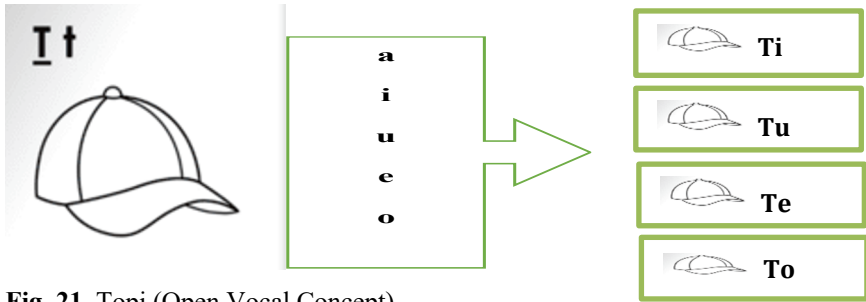 T t
a
i
u
e
o
Ti
Tu
Te
To
Fig. 21. Topi (Open Vocal Concept)